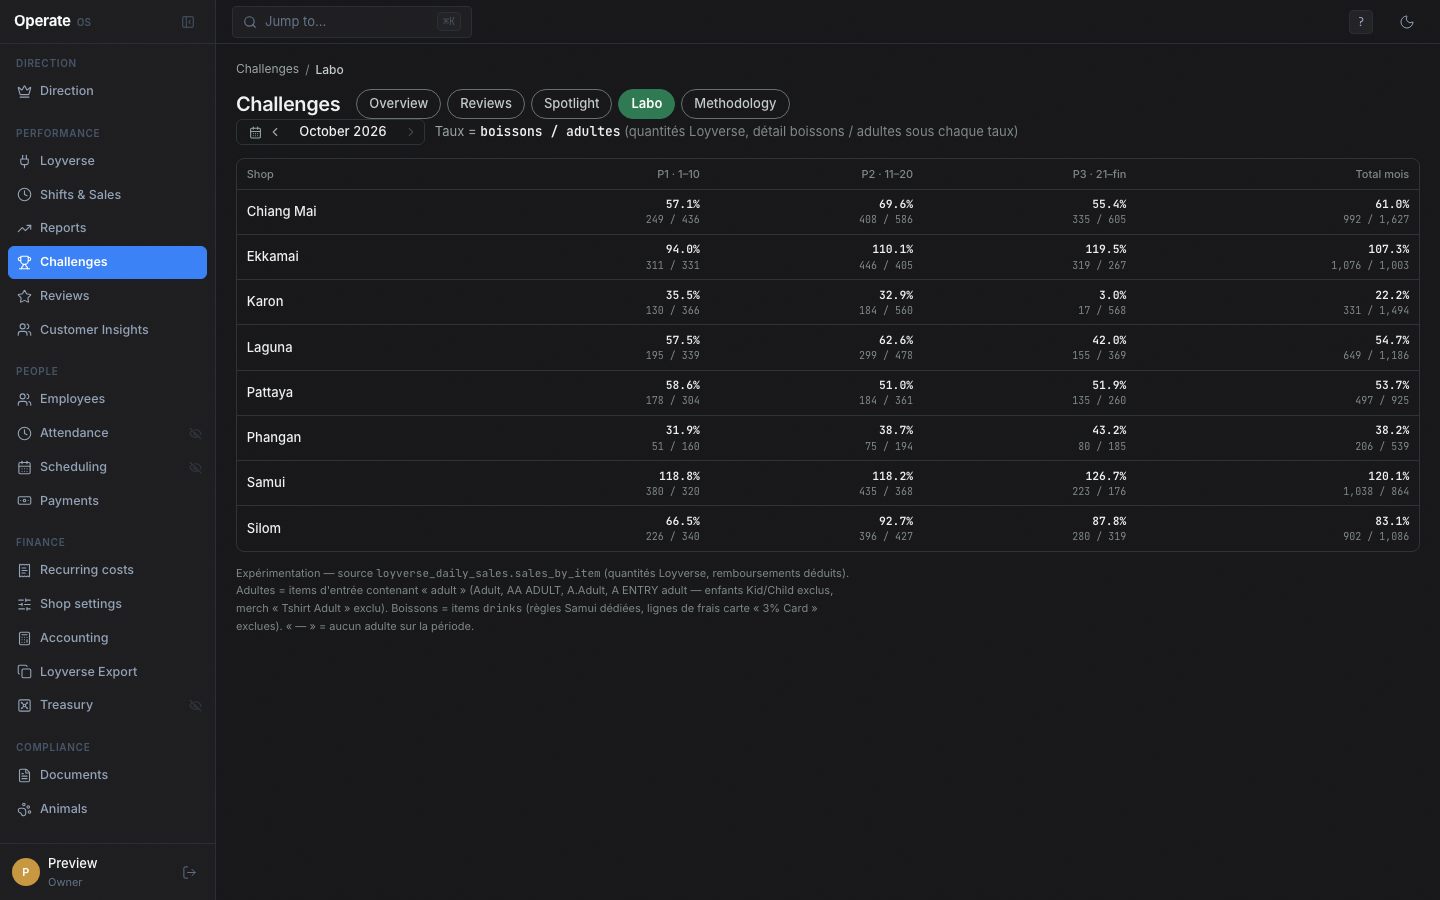 Operate OS
Jump to...
⌘K
?
DIRECTION
Direction
PERFORMANCE
Loyverse
Shifts & Sales
Reports
Challenges
Reviews
Customer Insights
PEOPLE
Employees
Attendance
Scheduling
Payments
FINANCE
Recurring costs
Shop settings
Accounting
Loyverse Export
Treasury
COMPLIANCE
Documents
Animals
P
Preview
Owner
Challenges / Labo
Challenges Overview Reviews Spotlight Labo Methodology
October 2026 Taux = boissons / adultes (quantités Loyverse, détail boissons / adultes sous chaque taux)
Shop P1 · 1–10 P2 · 11–20 P3 · 21–fin Total mois
Chiang Mai 57.1% 69.6% 55.4% 61.0%
249 / 436 408 / 586 335 / 605 992 / 1,627
Ekkamai 94.0% 110.1% 119.5% 107.3%
311 / 331 446 / 405 319 / 267 1,076 / 1,003
Karon 35.5% 32.9% 3.0% 22.2%
130 / 366 184 / 560 17 / 568 331 / 1,494
Laguna 57.5% 62.6% 42.0% 54.7%
195 / 339 299 / 478 155 / 369 649 / 1,186
Pattaya 58.6% 51.0% 51.9% 53.7%
178 / 304 184 / 361 135 / 260 497 / 925
Phangan 31.9% 38.7% 43.2% 38.2%
51 / 160 75 / 194 80 / 185 206 / 539
Samui 118.8% 118.2% 126.7% 120.1%
380 / 320 435 / 368 223 / 176 1,038 / 864
Silom 66.5% 92.7% 87.8% 83.1%
226 / 340 396 / 427 280 / 319 902 / 1,086
Expérimentation — source loyverse_daily_sales.sales_by_item (quantités Loyverse, remboursements déduits).
Adultes = items d'entrée contenant « adult » (Adult, AA ADULT, A.Adult, A ENTRY adult — enfants Kid/Child exclus,
merch « Tshirt Adult » exclu). Boissons = items drinks (règles Samui dédiées, lignes de frais carte « 3% Card »
exclues). « — » = aucun adulte sur la période.